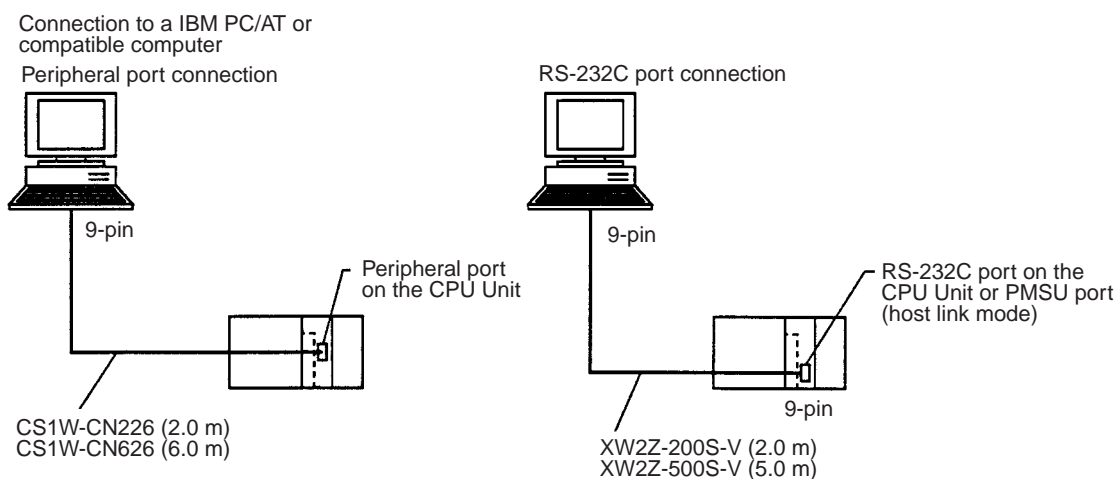 Connection to a IBM PC/AT or
compatible computer
Peripheral port connection
9-pin
Peripheral port
on the CPU Unit
CS1W-CN226 (2.0 m)
CS1W-CN626 (6.0 m)
RS-232C port connection
9-pin
RS-232C port on the
CPU Unit or PMSU port
(host link mode)
9-pin
XW2Z-200S-V (2.0 m)
XW2Z-500S-V (5.0 m)